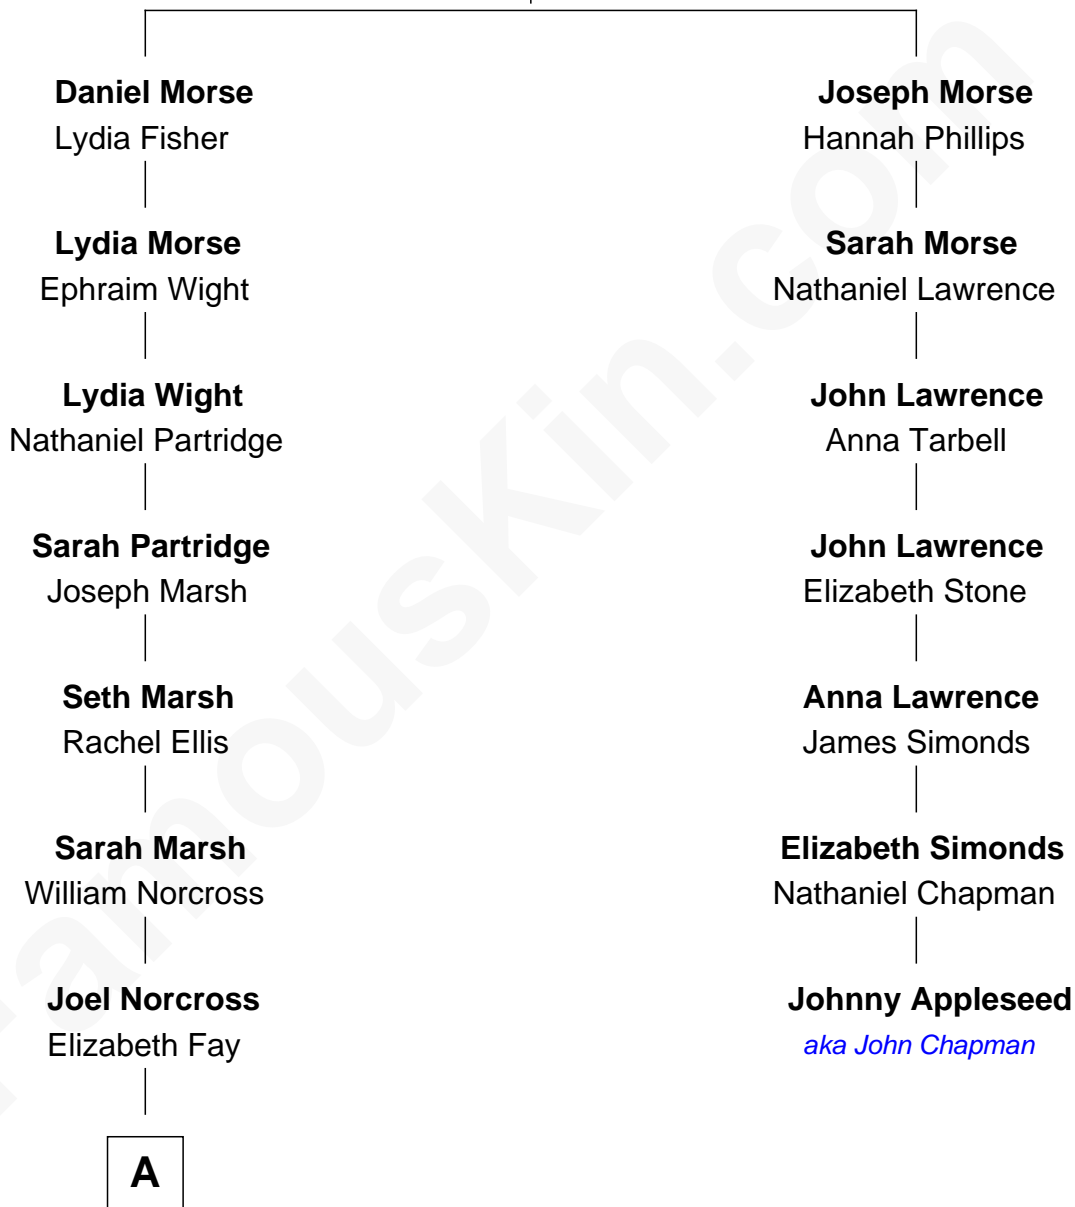 Daniel Morse
Lydia Fisher
Lydia Morse
Ephraim Wight
Lydia Wight
Nathaniel Partridge
Sarah Partridge
Joseph Marsh
Seth Marsh
Rachel Ellis
Sarah Marsh
William Norcross
Joel Norcross
Elizabeth Fay
A
Joseph Morse
Hannah Phillips
Sarah Morse
Nathaniel Lawrence
John Lawrence
Anna Tarbell
John Lawrence
Elizabeth Stone
Anna Lawrence
James Simonds
Elizabeth Simonds
Nathaniel Chapman
Johnny Appleseed
aka John Chapman
FamousKin.com